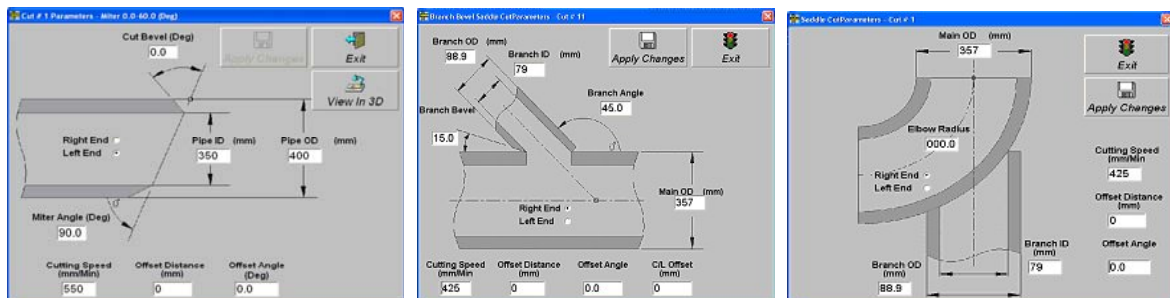 Cut # 1 Parameters - Miter 0.0-60.0 (Deg)
Cut Bevel (Deg)
0.0
Apply Changes
Exit
View In 3D
Right End
Left End
Pipe ID (mm)
350
Pipe OD (mm)
400
Miter Angle (Deg)
90.0
Cutting Speed
(mm/Min)
550
Offset Distance
(mm)
0
Offset Angle
(Deg)
0.0
Branch Bevel Saddle CutParameters - Cut # 11
Branch OD (mm)
88.9
Branch ID
(mm)
79
Apply Changes
Exit
Branch Angle
45.0
Branch Bevel
15.0
Main OD (mm)
357
Right End
Left End
Cutting Speed
(mm/Min)
425
Offset Distance
(mm)
0
Offset Angle
0.0
C/L Offset
(mm)
0
Saddle CutParameters - Cut # 1
Main OD (mm)
357
Exit
Apply Changes
Elbow Radius
000.0
Right End
Left End
Cutting Speed
(mm/Min)
425
Offset Distance
(mm)
0
Offset Angle
0.0
Branch ID
(mm)
79
Branch OD
(mm)
88.9